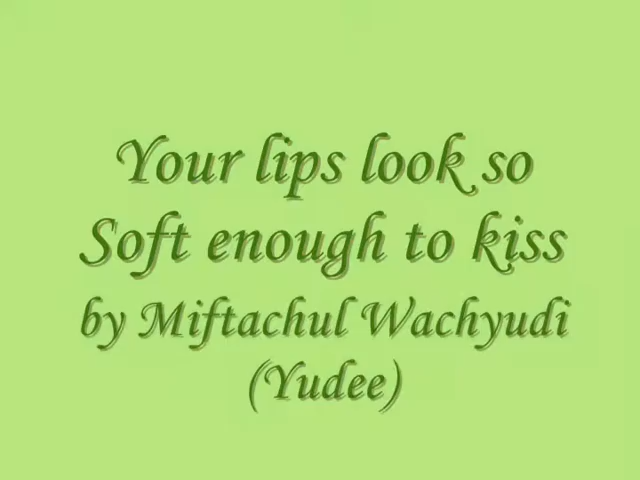 Your lips look so
Soft enough to kiss
by Miftachul Wachyudi
(Yudee)